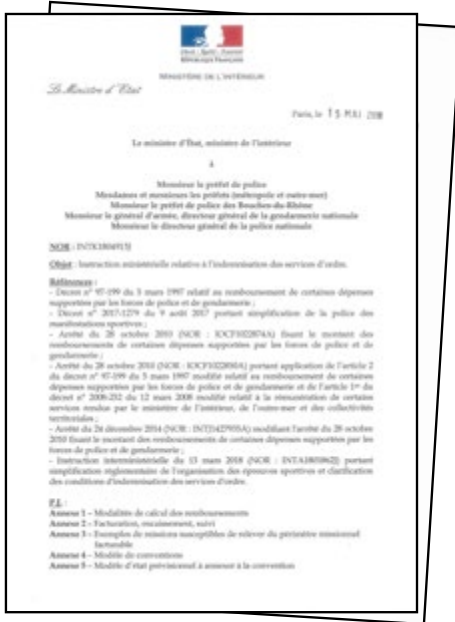 Liberté • Égalité • Fraternité
RÉPUBLIQUE FRANÇAISE
MINISTÈRE DE L'INTÉRIEUR
Le Ministre d'Etat
Paris, le 15 MAI 2018
Le ministre d'État, ministre de l'intérieur
à
Monsieur le préfet de police
Mesdames et messieurs les préfets (métropole et outre-mer)
Monsieur le préfet de police des Bouches-du-Rhône
Monsieur le général d'armée, directeur général de la gendarmerie nationale
Monsieur le directeur général de la police nationale
NOR : INTK1804913J
Objet : Instruction ministérielle relative à l'indemnisation des services d'ordre.
Références :
- Décret n° 97-199 du 5 mars 1997 relatif au remboursement de certaines dépenses
supportées par les forces de police et de gendarmerie ;
- Décret n° 2017-1279 du 9 août 2017 portant simplification de la police des
manifestations sportives ;
- Arrêté du 28 octobre 2010 (NOR : IOCF1022874A) fixant le montant des
remboursements de certaines dépenses supportées par les forces de police et de
gendarmerie ;
- Arrêté du 28 octobre 2010 (NOR : IOCF1022850A) portant application de l'article 2
du décret n° 97-199 du 5 mars 1997 modifié relatif au remboursement de certaines
dépenses supportées par les forces de police et de gendarmerie et de l'article 1er du
décret n° 2008-252 du 12 mars 2008 modifié relatif à la rémunération de certains
services rendus par le ministère de l'intérieur, de l'outre-mer et des collectivités
territoriales ;
- Arrêté du 24 décembre 2014 (NOR : INTJ1427935A) modifiant l'arrêté du 28 octobre
2010 fixant le montant des remboursements de certaines dépenses supportées par les
forces de police et de gendarmerie ;
- Instruction interministérielle du 13 mars 2018 (NOR : INTA1801862J) portant
simplification réglementaire de l'organisation des épreuves sportives et clarification
des conditions d'indemnisation des services d'ordre.
P.J. :
Annexe 1 - Modalités de calcul des remboursements
Annexe 2 - Facturation, encaissement, suivi
Annexe 3 - Exemples de missions susceptibles de relever du périmètre missionnel
facturable
Annexe 4 - Modèle de conventions
Annexe 5 - Modèle d'état prévisionnel à annexer à la convention